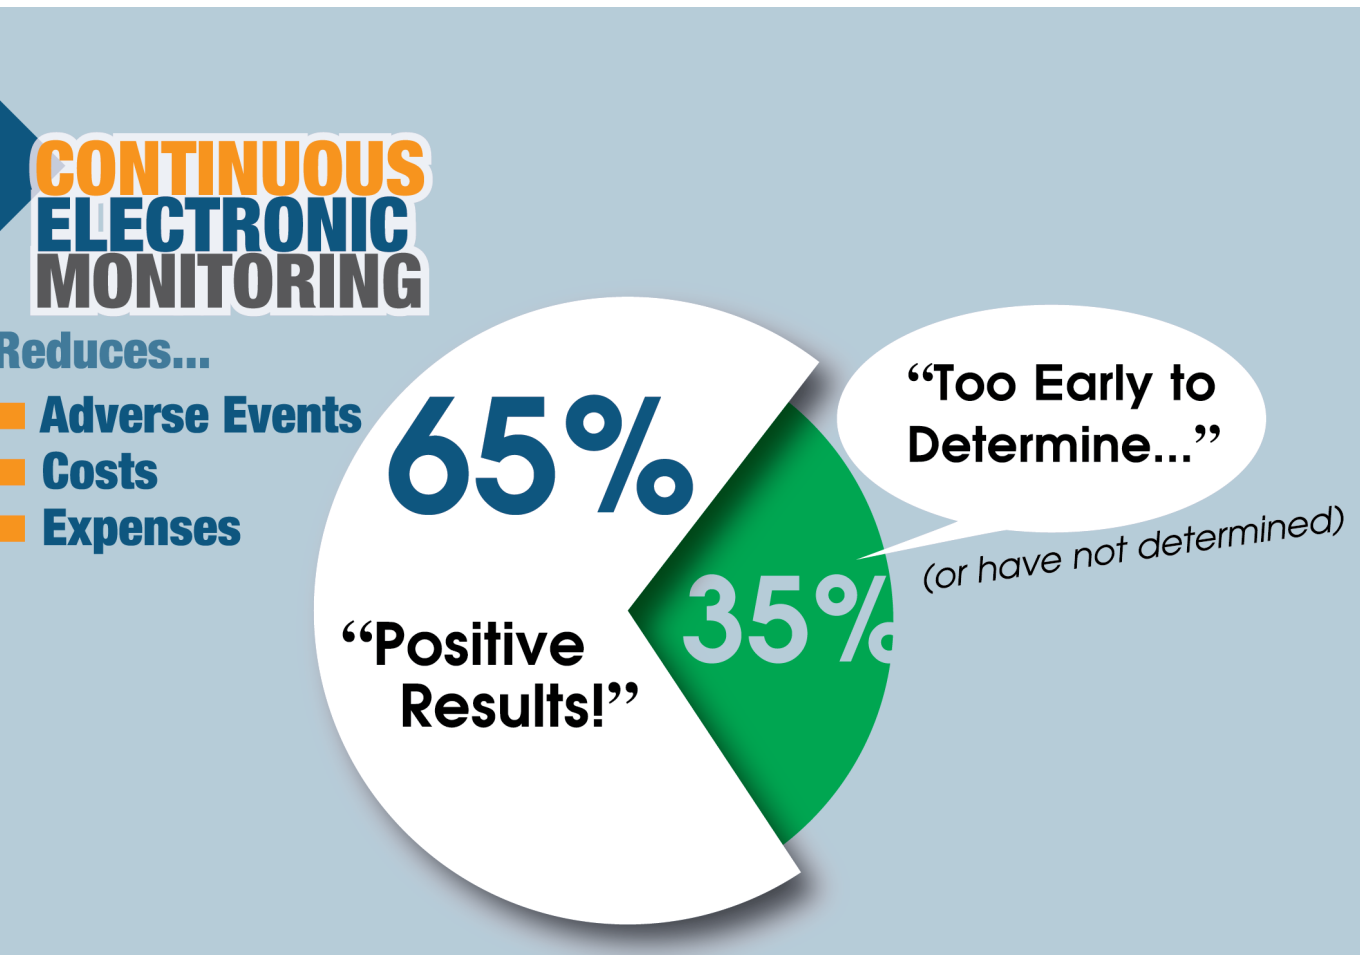 CONTINUOUS
ELECTRONIC
MONITORING
Reduces...
Adverse Events
Costs
Expenses
65%
“Positive
Results!”
35%
“Too Early to
Determine...”
(or have not determined)